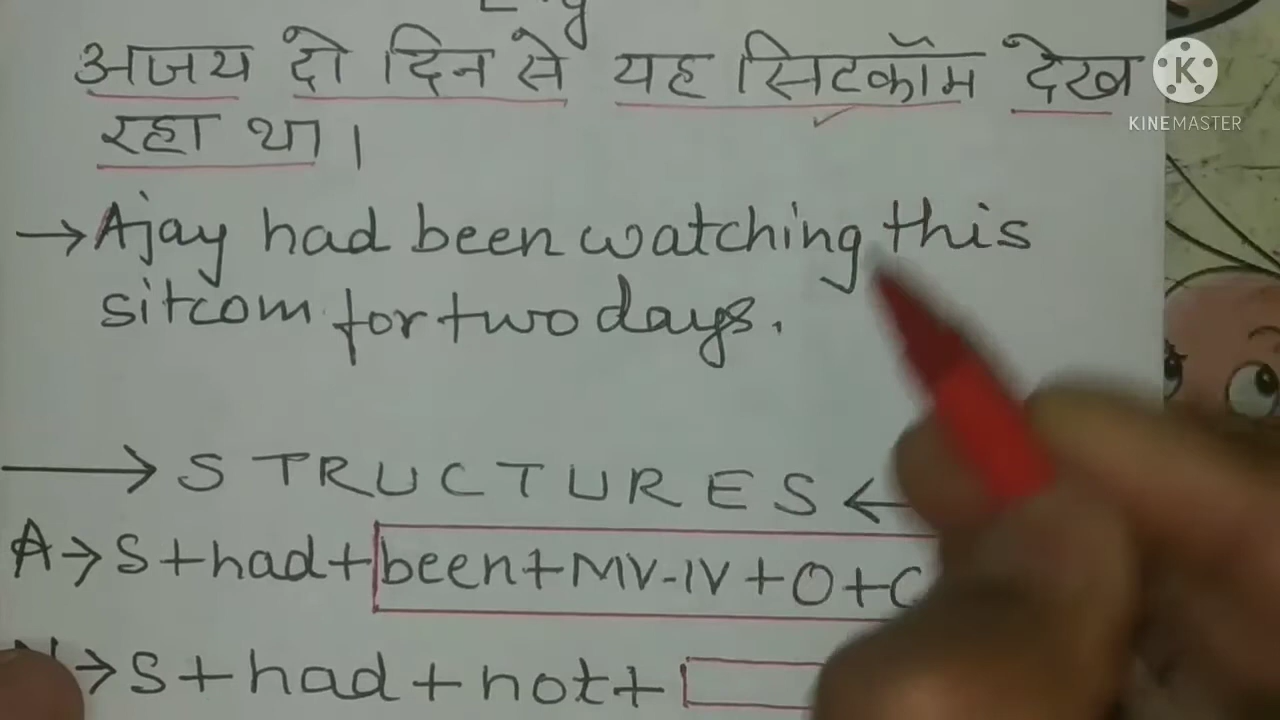 अजय दो दिन से यह सिटकॉम देख
रहा था।
→ Ajay had been watching this
sitcom for two days.
→ STRUCTURES ←
A→ S+had+been+MV-IV+O+
→ S+had+not+
K
KINEMASTER